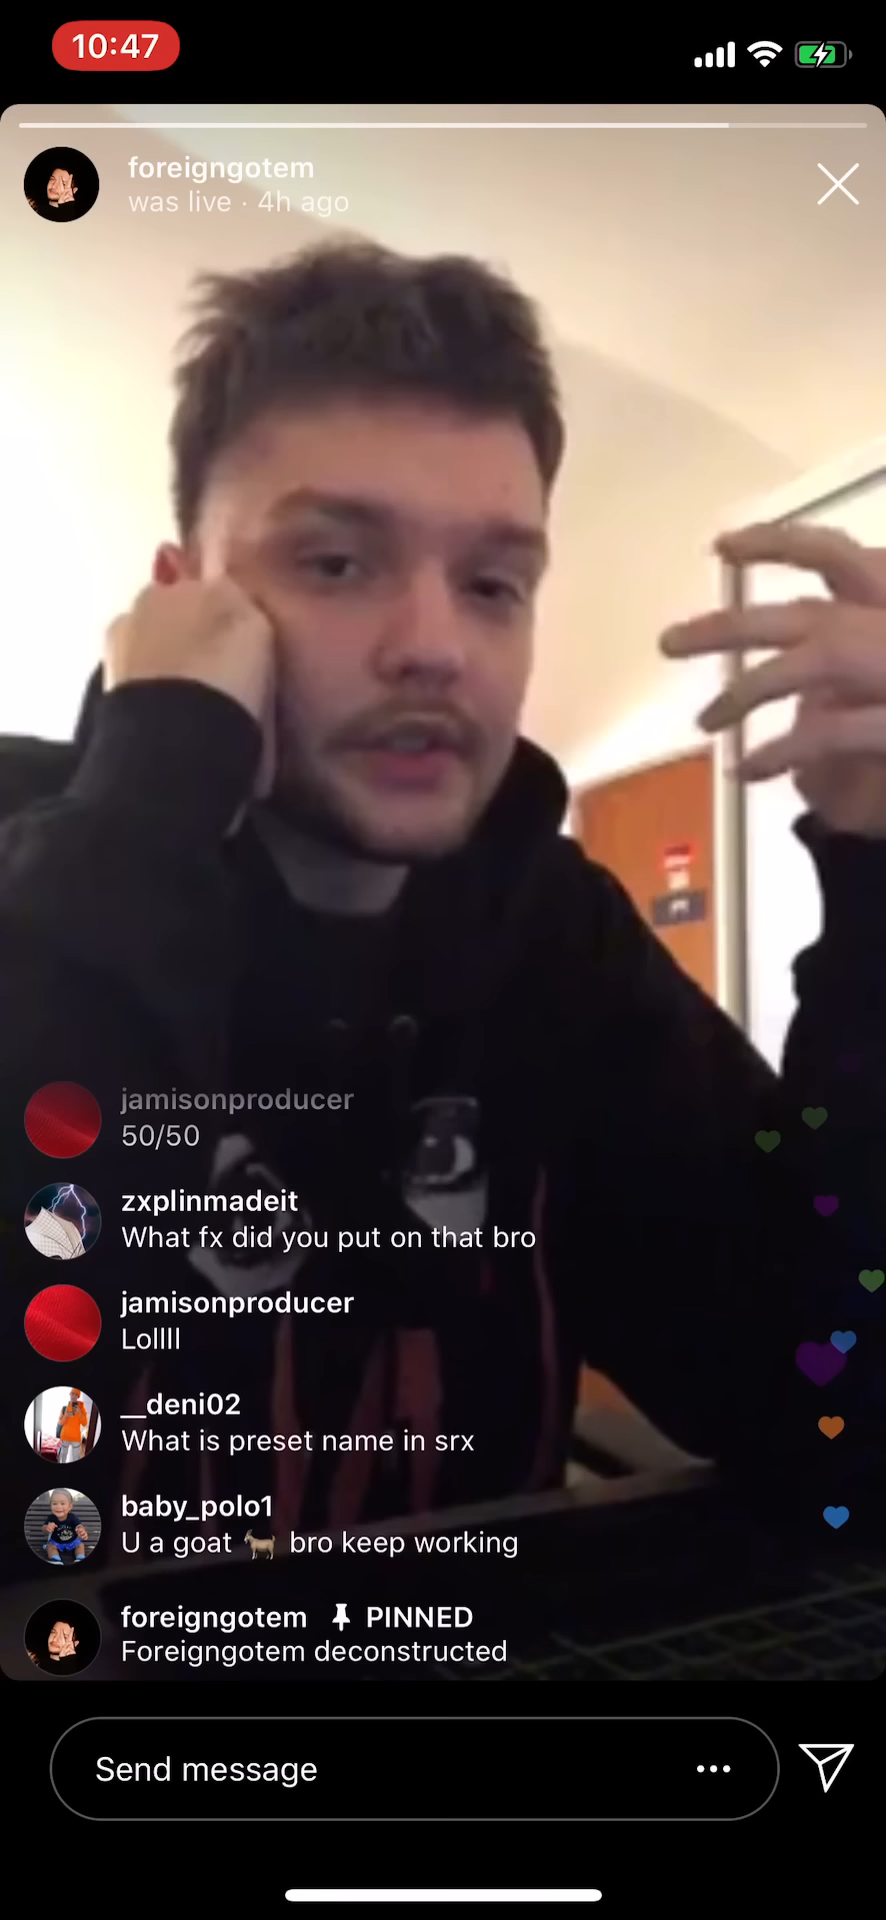 10:47
foreigngotem
was live · 4h ago
jamisonproducer
50/50
zxplinmadeit
What fx did you put on that bro
jamisonproducer
Lollll
__deni02
What is preset name in srx
baby_polo1
U a goat 🐐 bro keep working
foreigngotem 📌 PINNED
Foreigngotem deconstructed
Send message